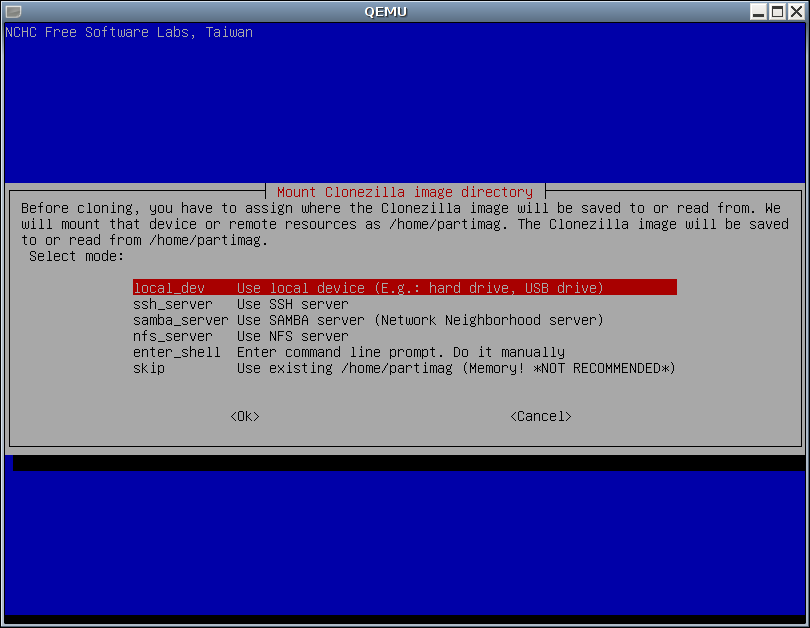 QEMU
NCHC Free Software Labs, Taiwan
Mount Clonezilla image directory
Before cloning, you have to assign where the Clonezilla image will be saved to or read from. We
will mount that device or remote resources as /home/partimag. The Clonezilla image will be saved
to or read from /home/partimag.
Select mode:
local_dev Use local device (E.g.: hard drive, USB drive)
ssh_server Use SSH server
samba_server Use SAMBA server (Network Neighborhood server)
nfs_server Use NFS server
enter_shell Enter command line prompt. Do it manually
skip Use existing /home/partimag (Memory! *NOT RECOMMENDED*)
<Ok> <Cancel>